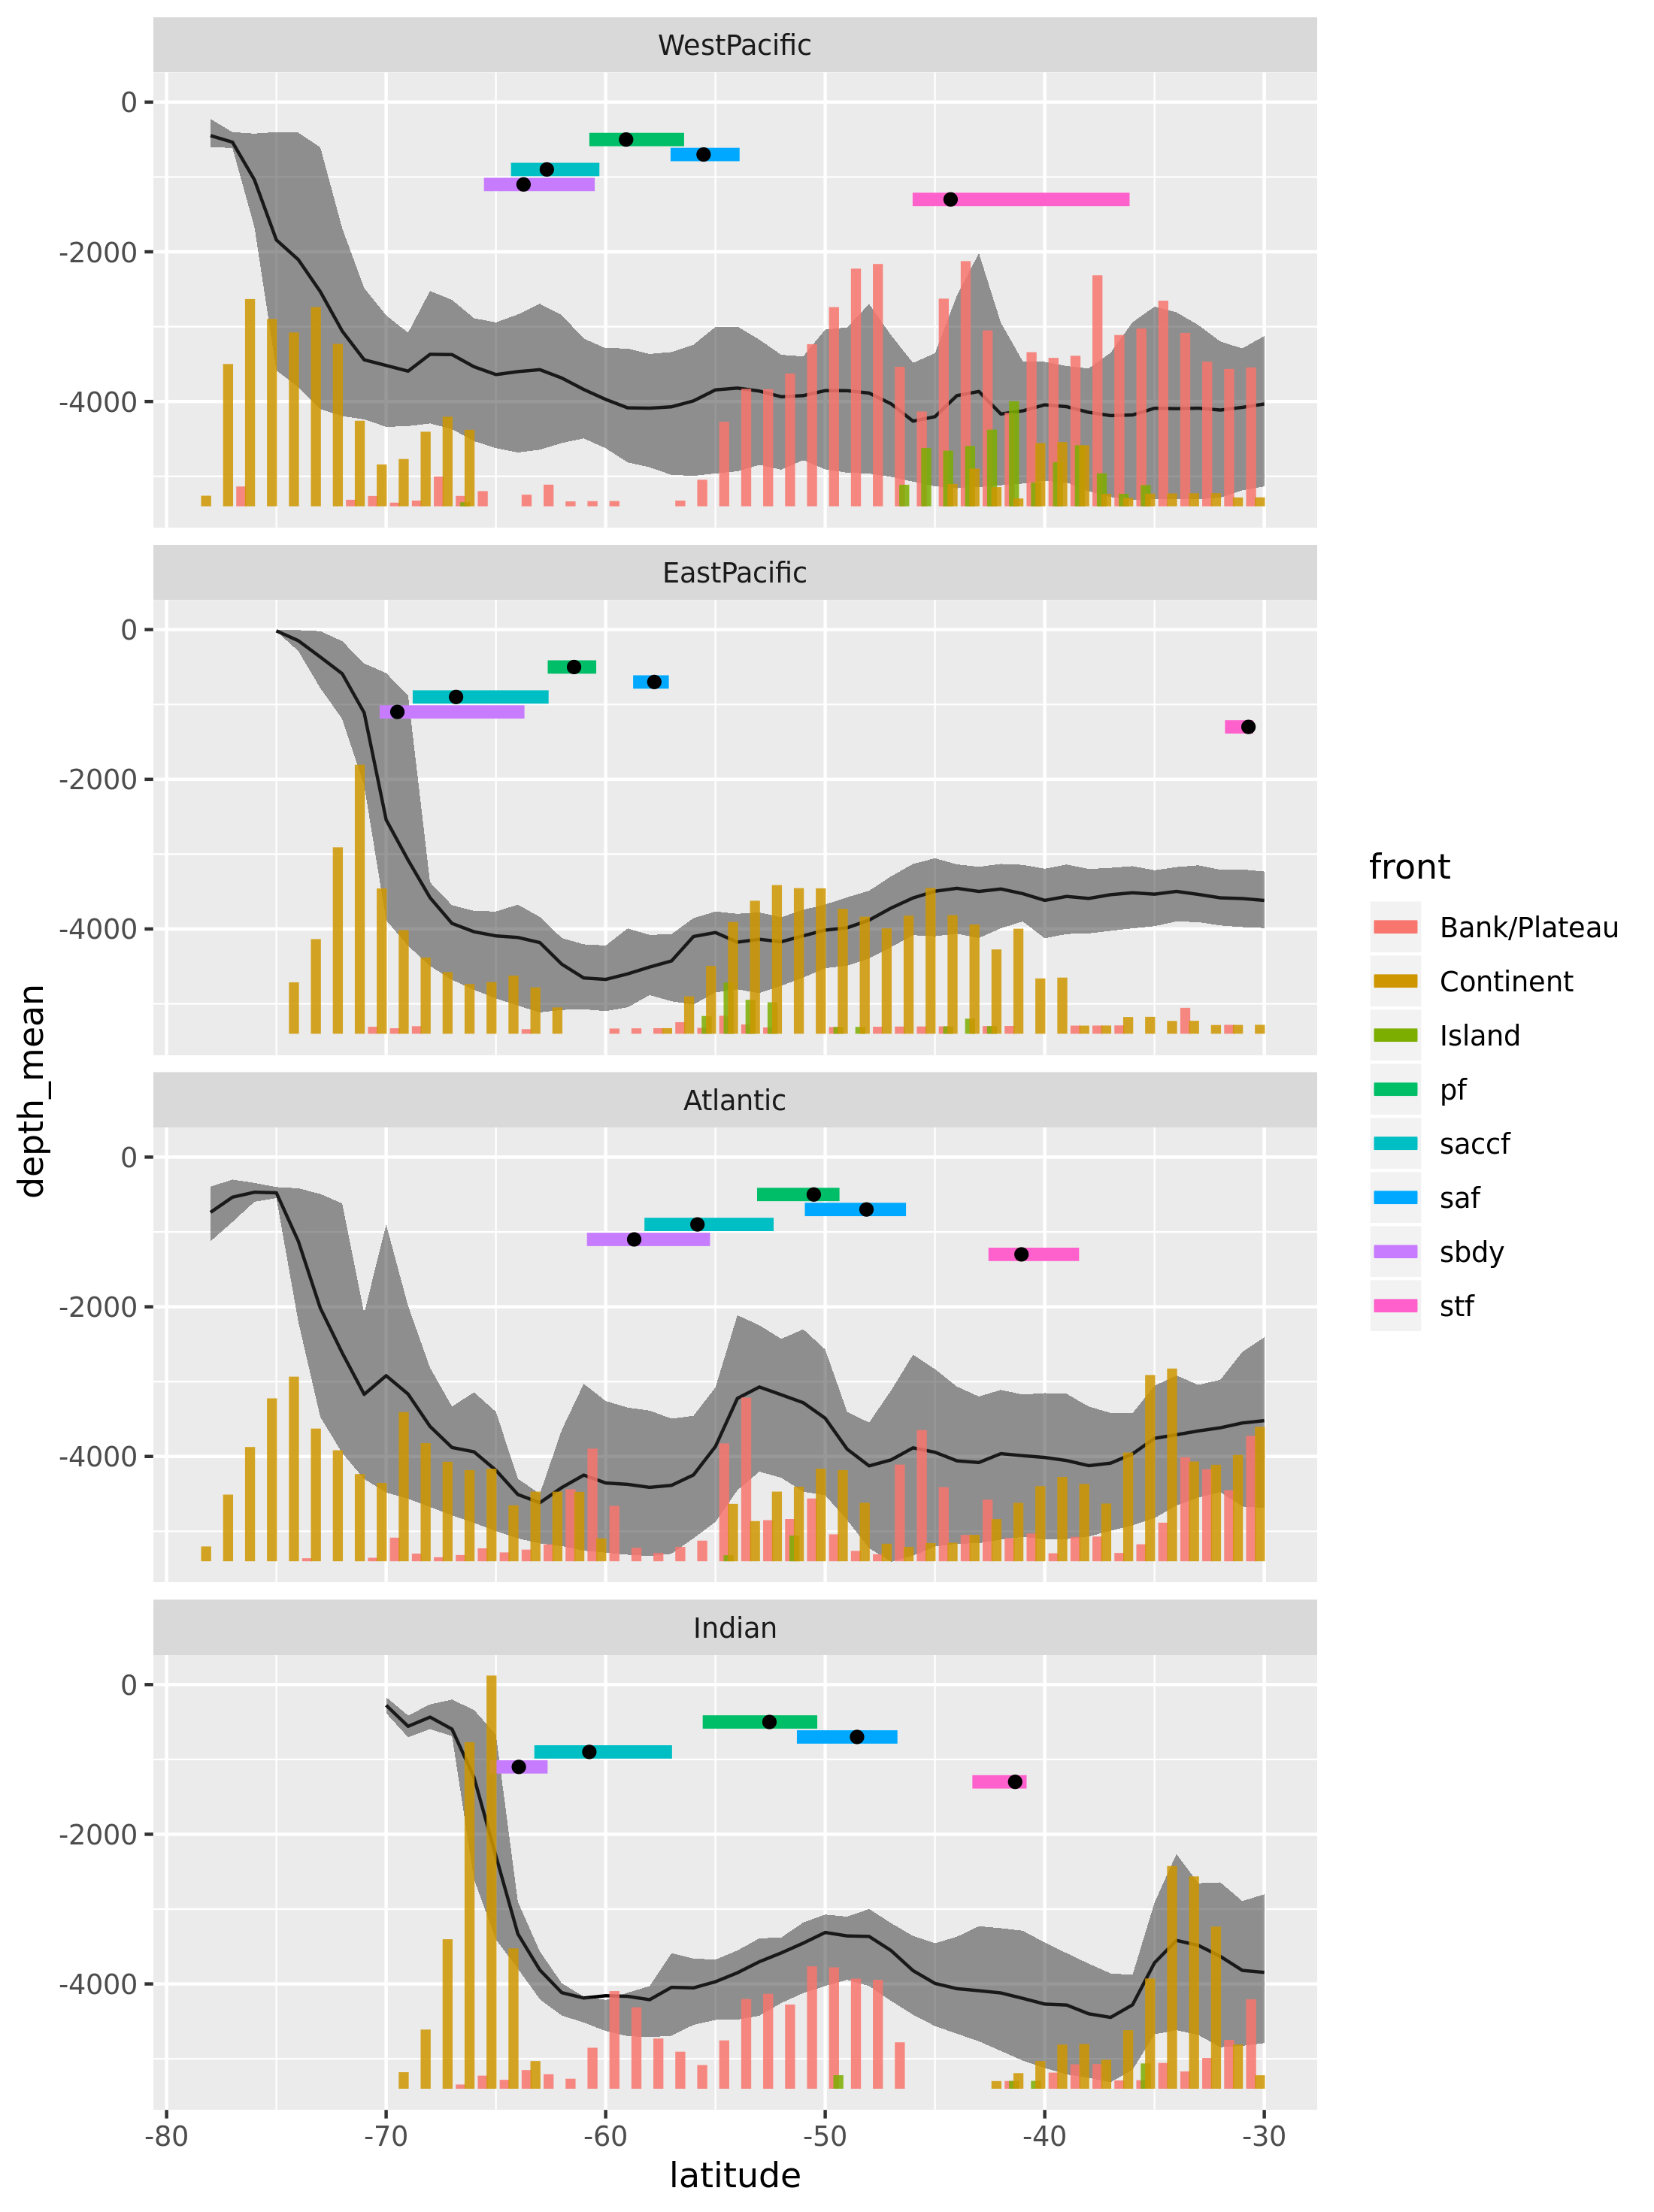 WestPacific
0
-2000
-4000
EastPacific
0
-2000
-4000
Atlantic
0
-2000
-4000
Indian
0
-2000
-4000
-80 -70 -60 -50 -40 -30
latitude
depth_mean
front
Bank/Plateau
Continent
Island
pf
saccf
saf
sbdy
stf